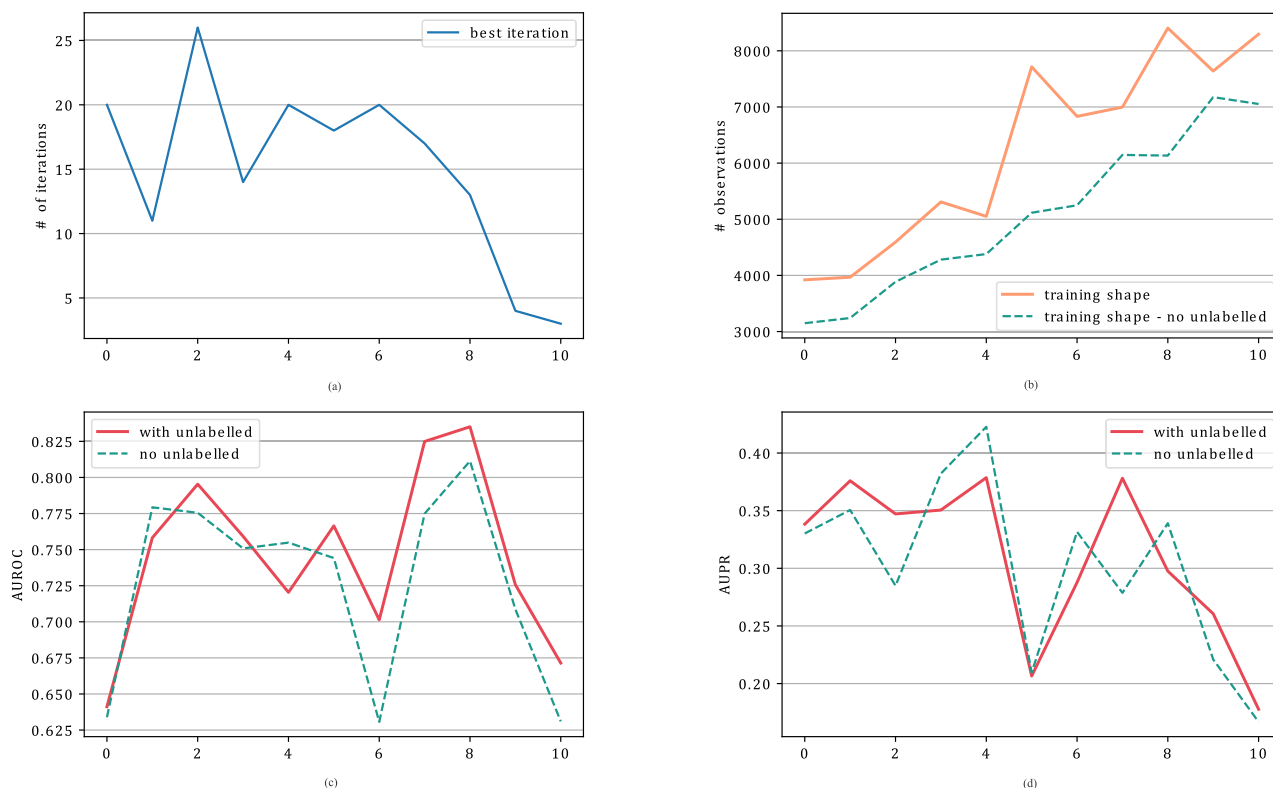 25
20
15
10
5
# of iterations
best iteration
0 2 4 6 8 10
(a)
8000
7000
6000
5000
4000
3000
# observations
training shape
training shape - no unlabelled
0 2 4 6 8 10
(b)
0.825
0.800
0.775
0.750
0.725
0.700
0.675
0.650
0.625
AUROC
with unlabelled
no unlabelled
0 2 4 6 8 10
(c)
0.40
0.35
0.30
0.25
0.20
AUPR
with unlabelled
no unlabelled
0 2 4 6 8 10
(d)